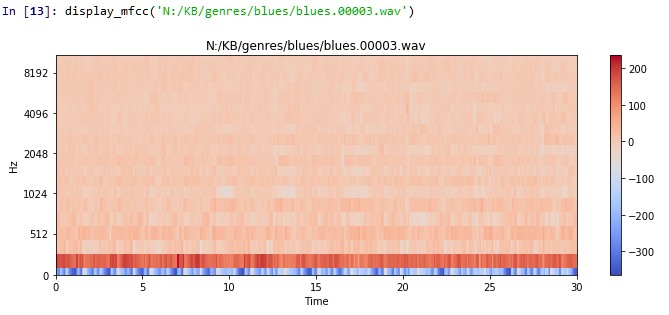 In [13]: display_mfcc('N:/KB/genres/blues/blues.00003.wav')
N:/KB/genres/blues/blues.00003.wav
8192
4096
2048
1024
512
0
Hz
0 5 10 15 20 25 30
Time
200
100
0
−100
−200
−300